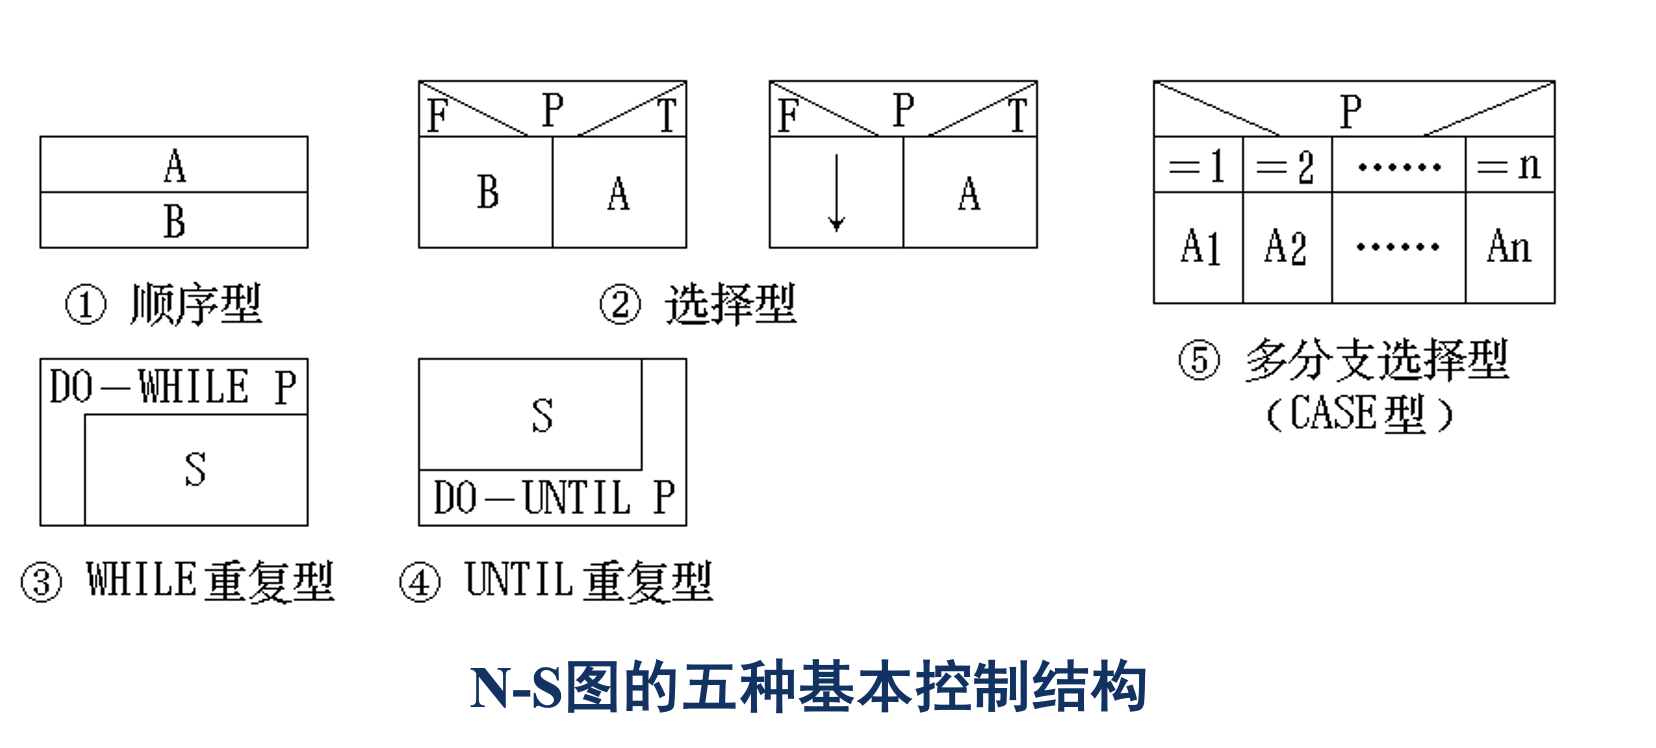 A
B
① 顺序型
F P T
B A
F P T
A
② 选择型
P
=1 =2 …… =n
A1 A2 …… An
⑤ 多分支选择型
（CASE型）
DO-WHILE P
S
③ WHILE重复型
S
DO-UNTIL P
④ UNTIL重复型
N-S图的五种基本控制结构